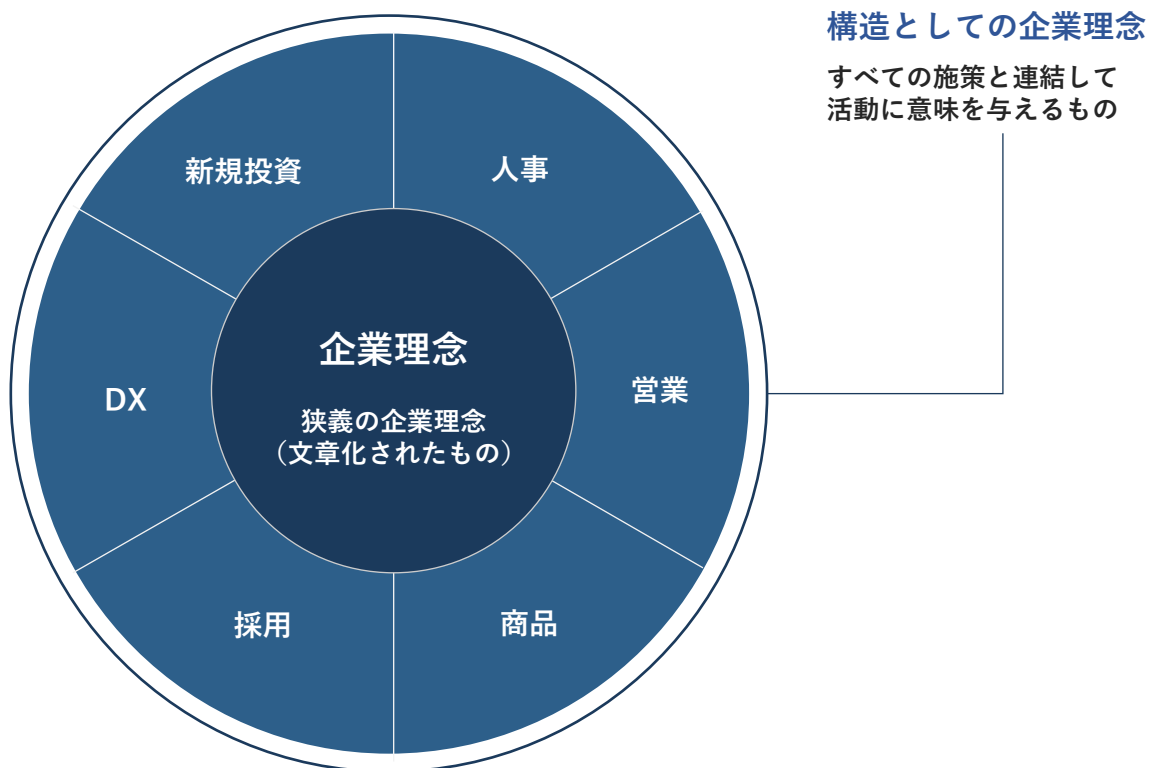 構造としての企業理念
すべての施策と連結して
活動に意味を与えるもの
新規投資
人事
企業理念
狭義の企業理念
（文章化されたもの）
DX
営業
採用
商品